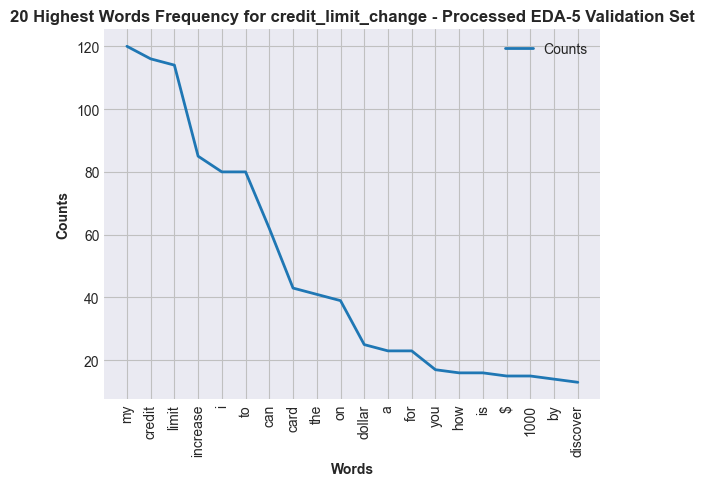 20 Highest Words Frequency for credit_limit_change - Processed EDA-5 Validation Set
Counts
120
100
80
60
40
20
Counts
my
credit
limit
increase
i
to
can
card
the
on
dollar
a
for
you
how
is
$
1000
by
discover
Words